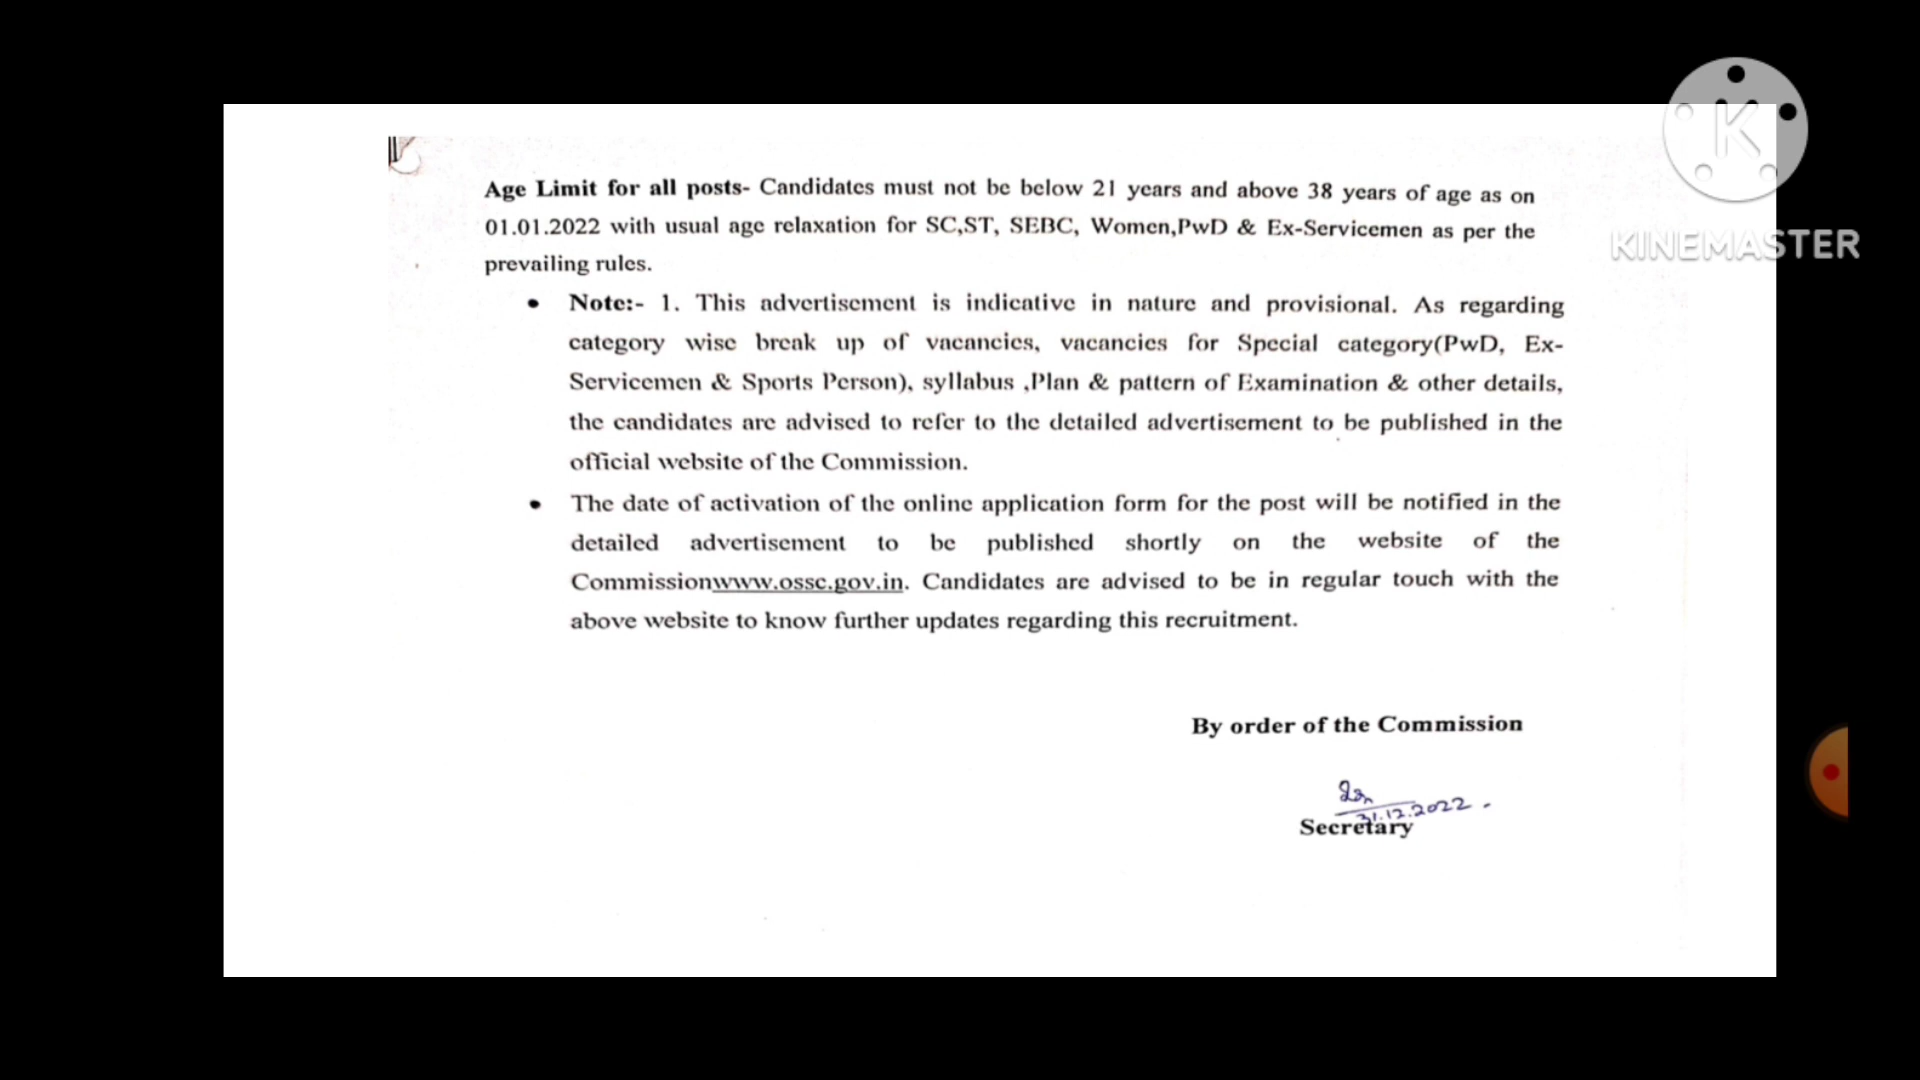 Age Limit for all posts- Candidates must not be below 21 years and above 38 years of age as on
01.01.2022 with usual age relaxation for SC,ST, SEBC, Women,PwD & Ex-Servicemen as per the
prevailing rules.
• Note:- 1. This advertisement is indicative in nature and provisional. As regarding
category wise break up of vacancies, vacancies for Special category(PwD, Ex-
Servicemen & Sports Person), syllabus ,Plan & pattern of Examination & other details,
the candidates are advised to refer to the detailed advertisement to be published in the
official website of the Commission.
• The date of activation of the online application form for the post will be notified in the
detailed advertisement to be published shortly on the website of the
Commissionwww.ossc.gov.in. Candidates are advised to be in regular touch with the
above website to know further updates regarding this recruitment.
By order of the Commission
31.12.2022
Secretary
K
KINEMASTER